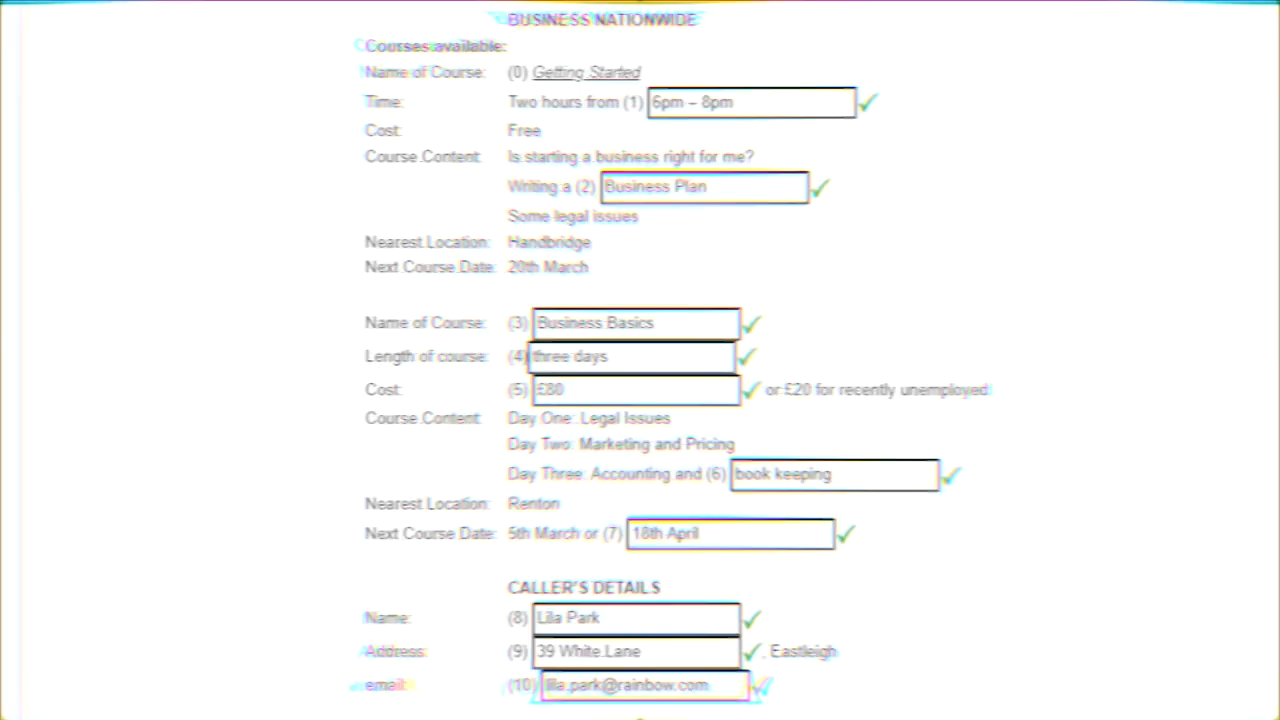 BUSINESS NATIONWIDE
Courses available:
Name of Course: (0) Getting Started
Time: Two hours from (1) 6pm – 8pm
Cost: Free
Course Content: Is starting a business right for me?
Writing a (2) Business Plan
Some legal issues
Nearest Location: Handbridge
Next Course Date: 20th March
Name of Course: (3) Business Basics
Length of course: (4) three days
Cost: (5) £80 or £20 for recently unemployed
Course Content: Day One: Legal Issues
Day Two: Marketing and Pricing
Day Three: Accounting and (6) book keeping
Nearest Location: Renton
Next Course Date: 5th March or (7) 18th April
CALLER'S DETAILS
Name: (8) Lila Park
Address: (9) 39 White Lane , Eastleigh
email: (10) lila.park@rainbow.com